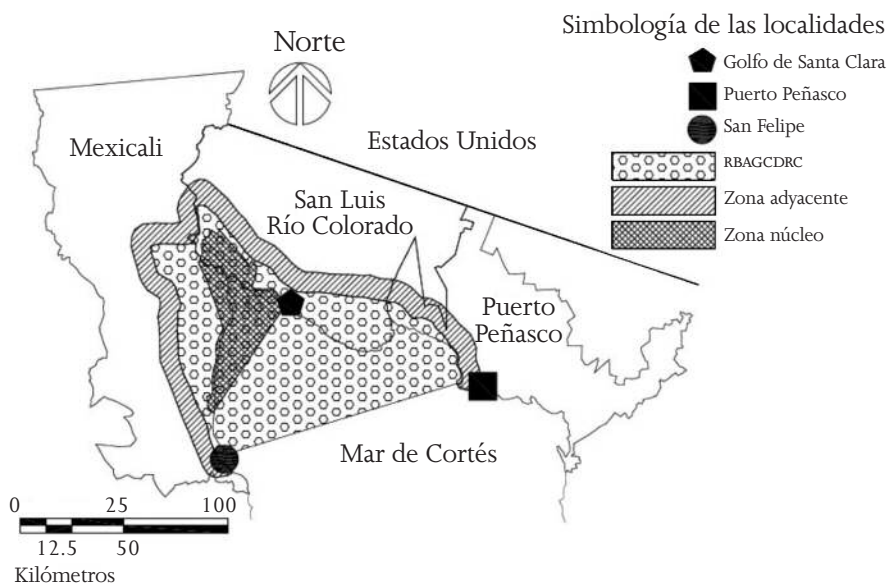 Simbología de las localidades
Norte
Golfo de Santa Clara
Puerto Peñasco
San Felipe
RBAGCDRC
Zona adyacente
Zona núcleo
Mexicali
Estados Unidos
San Luis
Río Colorado
Puerto
Peñasco
Mar de Cortés
0 25 100
12.5 50
Kilómetros